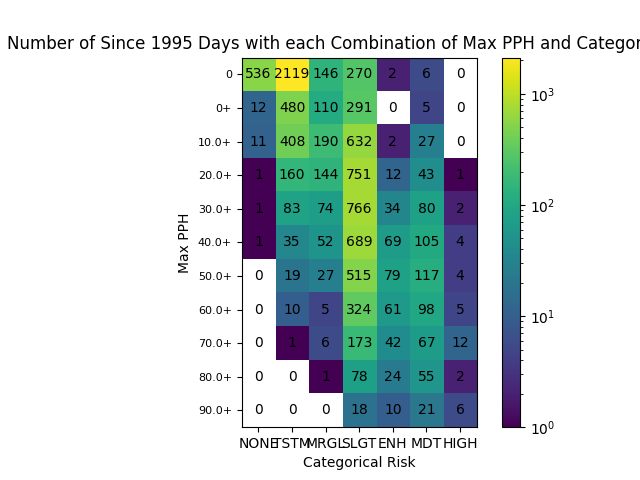 Number of Since 1995 Days with each Combination of Max PPH and Categor
0 536 2119 146 270 2 6 0
0+ 12 480 110 291 0 5 0
10.0+ 11 408 190 632 2 27 0
20.0+ 1 160 144 751 12 43 1
30.0+ 1 83 74 766 34 80 2
40.0+ 1 35 52 689 69 105 4
50.0+ 0 19 27 515 79 117 4
60.0+ 0 10 5 324 61 98 5
70.0+ 0 1 6 173 42 67 12
80.0+ 0 0 1 78 24 55 2
90.0+ 0 0 0 18 10 21 6
NONE TSTM MRGL SLGT ENH MDT HIGH
Categorical Risk
Max PPH
10³
10²
10¹
10⁰